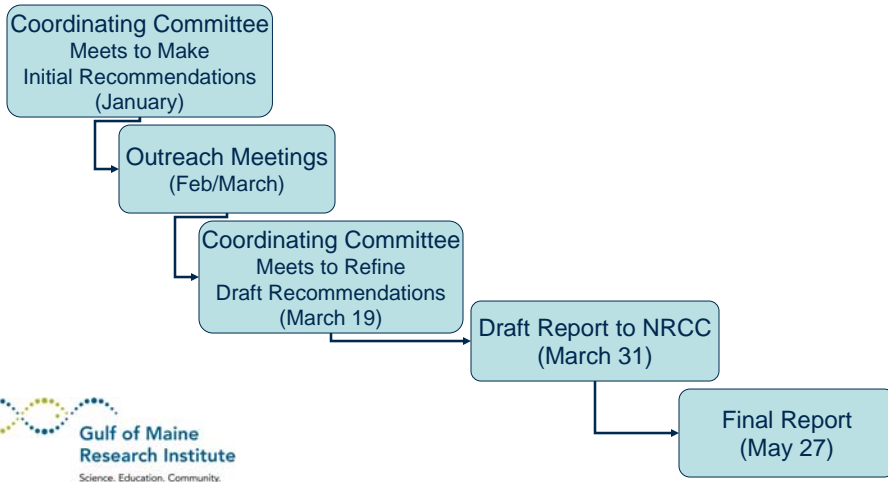 Coordinating Committee
Meets to Make
Initial Recommendations
(January)
Outreach Meetings
(Feb/March)
Coordinating Committee
Meets to Refine
Draft Recommendations
(March 19)
Draft Report to NRCC
(March 31)
Final Report
(May 27)
Gulf of Maine
Research Institute
Science. Education. Community.